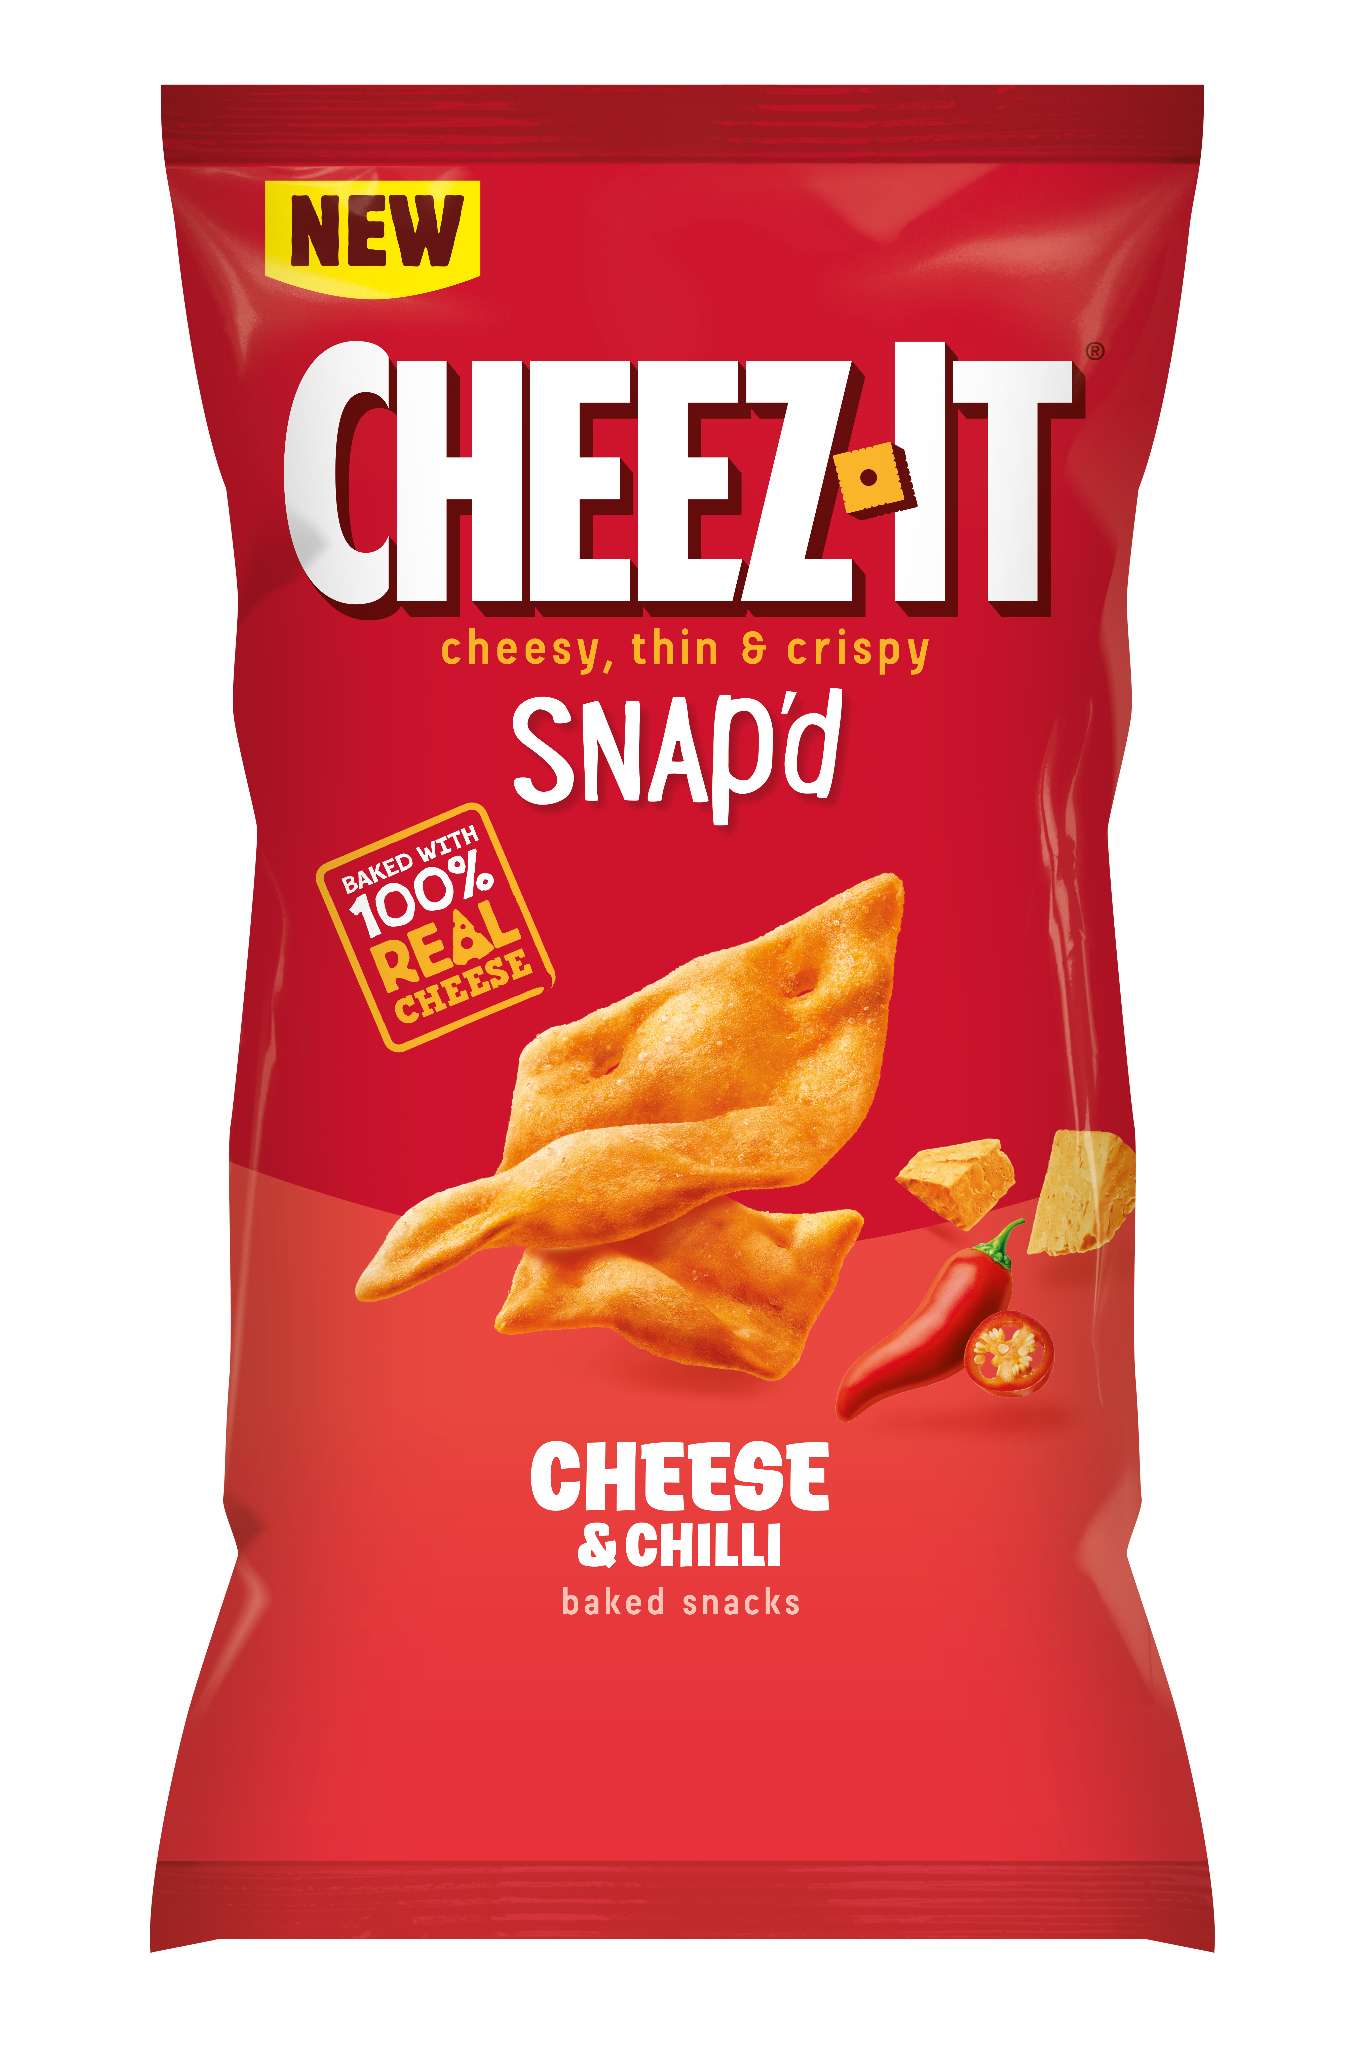 NEW
CHEEZ-IT®
cheesy, thin & crispy
SNAP'd
BAKED WITH
100%
REAL
CHEESE
CHEESE
& CHILLI
baked snacks